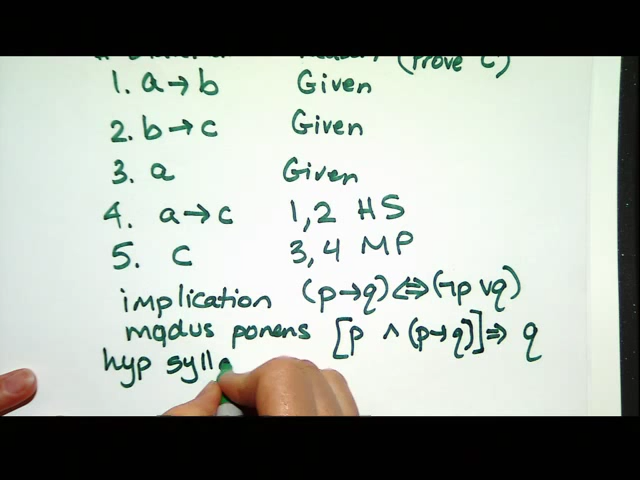 (Prove C)
1. a → b Given
2. b → c Given
3. a Given
4. a → c 1, 2 HS
5. C 3, 4 MP
implication (p → q) ⇔ (¬p ∨ q)
modus ponens [p ∧ (p → q)] ⇒ q
hyp syll